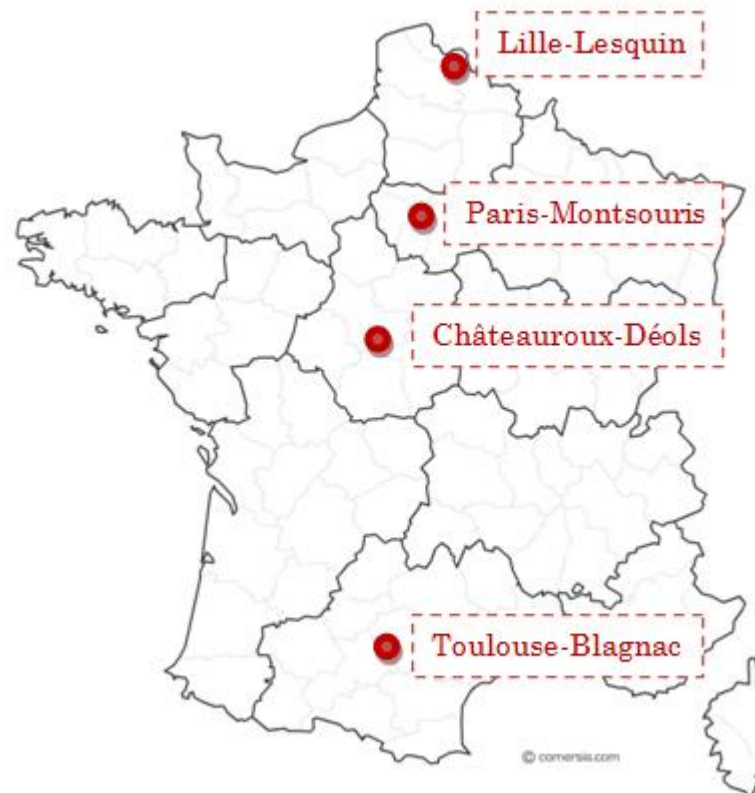 Lille-Lesquin
Paris-Montsouris
Châteauroux-Déols
Toulouse-Blagnac
© comersis.com